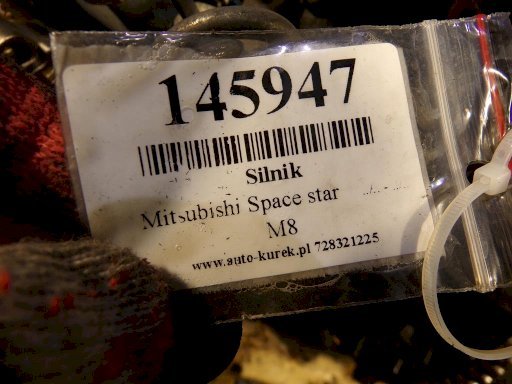 145947
Silnik
Mitsubishi Space star
M8
www.auto-kurek.pl 728321225